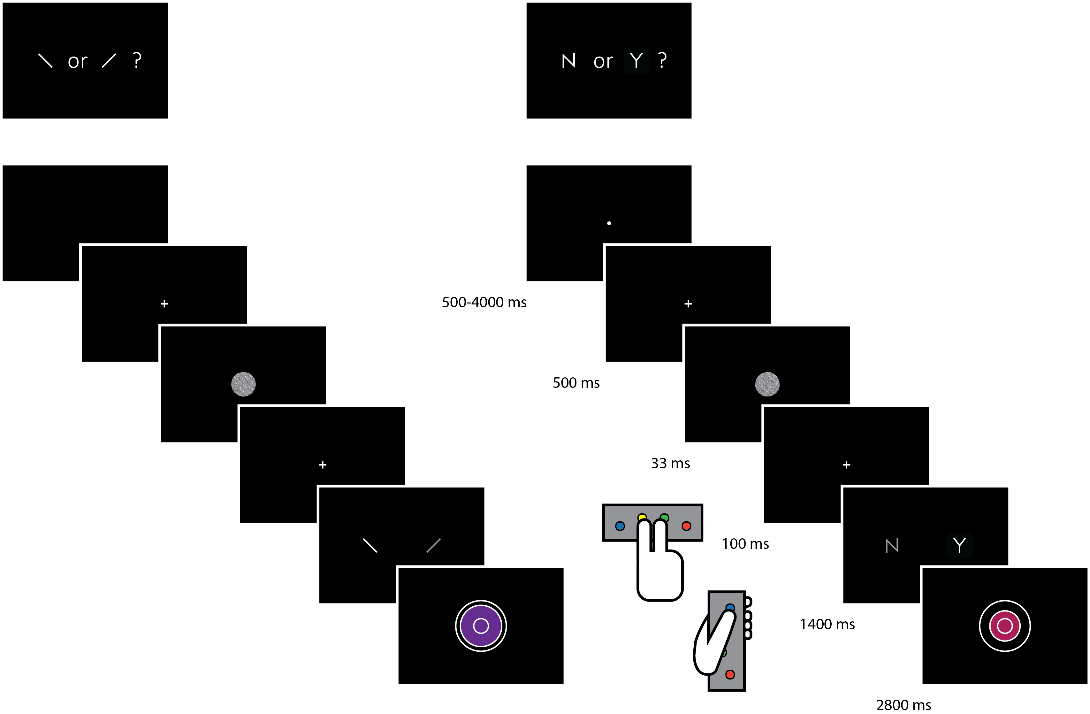 \ or / ?
N or Y ?
500-4000 ms
500 ms
33 ms
100 ms
\ /
N Y
1400 ms
2800 ms